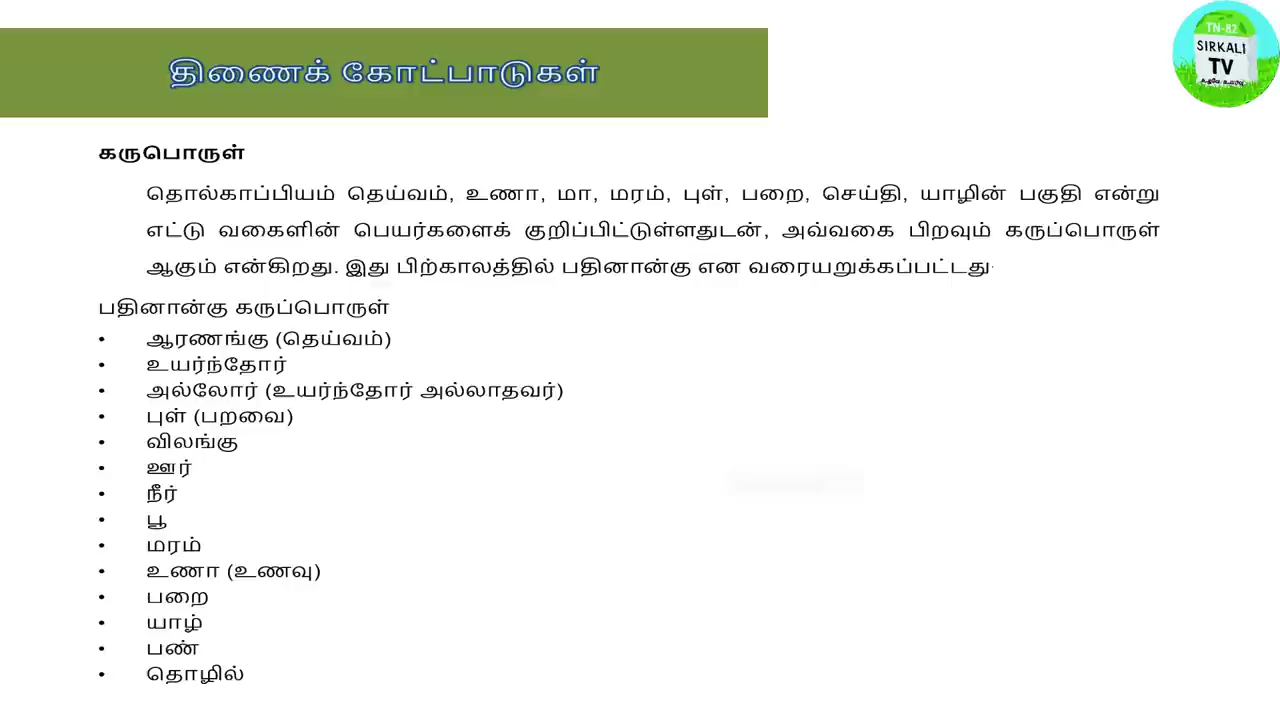 திணைக் கோட்பாடுகள்
TN-82
SIRKALI
TV
கருபொருள்
தொல்காப்பியம் தெய்வம், உணா, மா, மரம், புள், பறை, செய்தி, யாழின் பகுதி என்று
எட்டு வகைளின் பெயர்களைக் குறிப்பிட்டுள்ளதுடன், அவ்வகை பிறவும் கருப்பொருள்
ஆகும் என்கிறது. இது பிற்காலத்தில் பதினான்கு என வரையறுக்கப்பட்டது.
பதினான்கு கருப்பொருள்
• ஆரணங்கு (தெய்வம்)
• உயர்ந்தோர்
• அல்லோர் (உயர்ந்தோர் அல்லாதவர்)
• புள் (பறவை)
• விலங்கு
• ஊர்
• நீர்
• பூ
• மரம்
• உணா (உணவு)
• பறை
• யாழ்
• பண்
• தொழில்